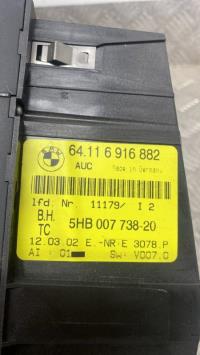 BMW
64.11 6 916 882
AUC Made in Germany
lfd. Nr. 11179/ I 2
B.H.
TC 5HB 007 738-20
12.03.02 E.-NR E 3078.P
AI : 01 SW: V007.0